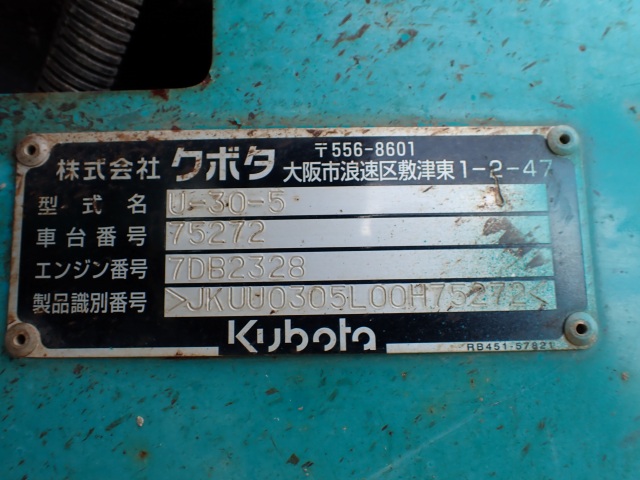 株式会社 クボタ 〒556-8601
大阪市浪速区敷津東1-2-47
型式名 U-30-5
車台番号 75272
エンジン番号 7DB2328
製品識別番号 >JKUU0305L00H75272<
Kubota
RB451-57821